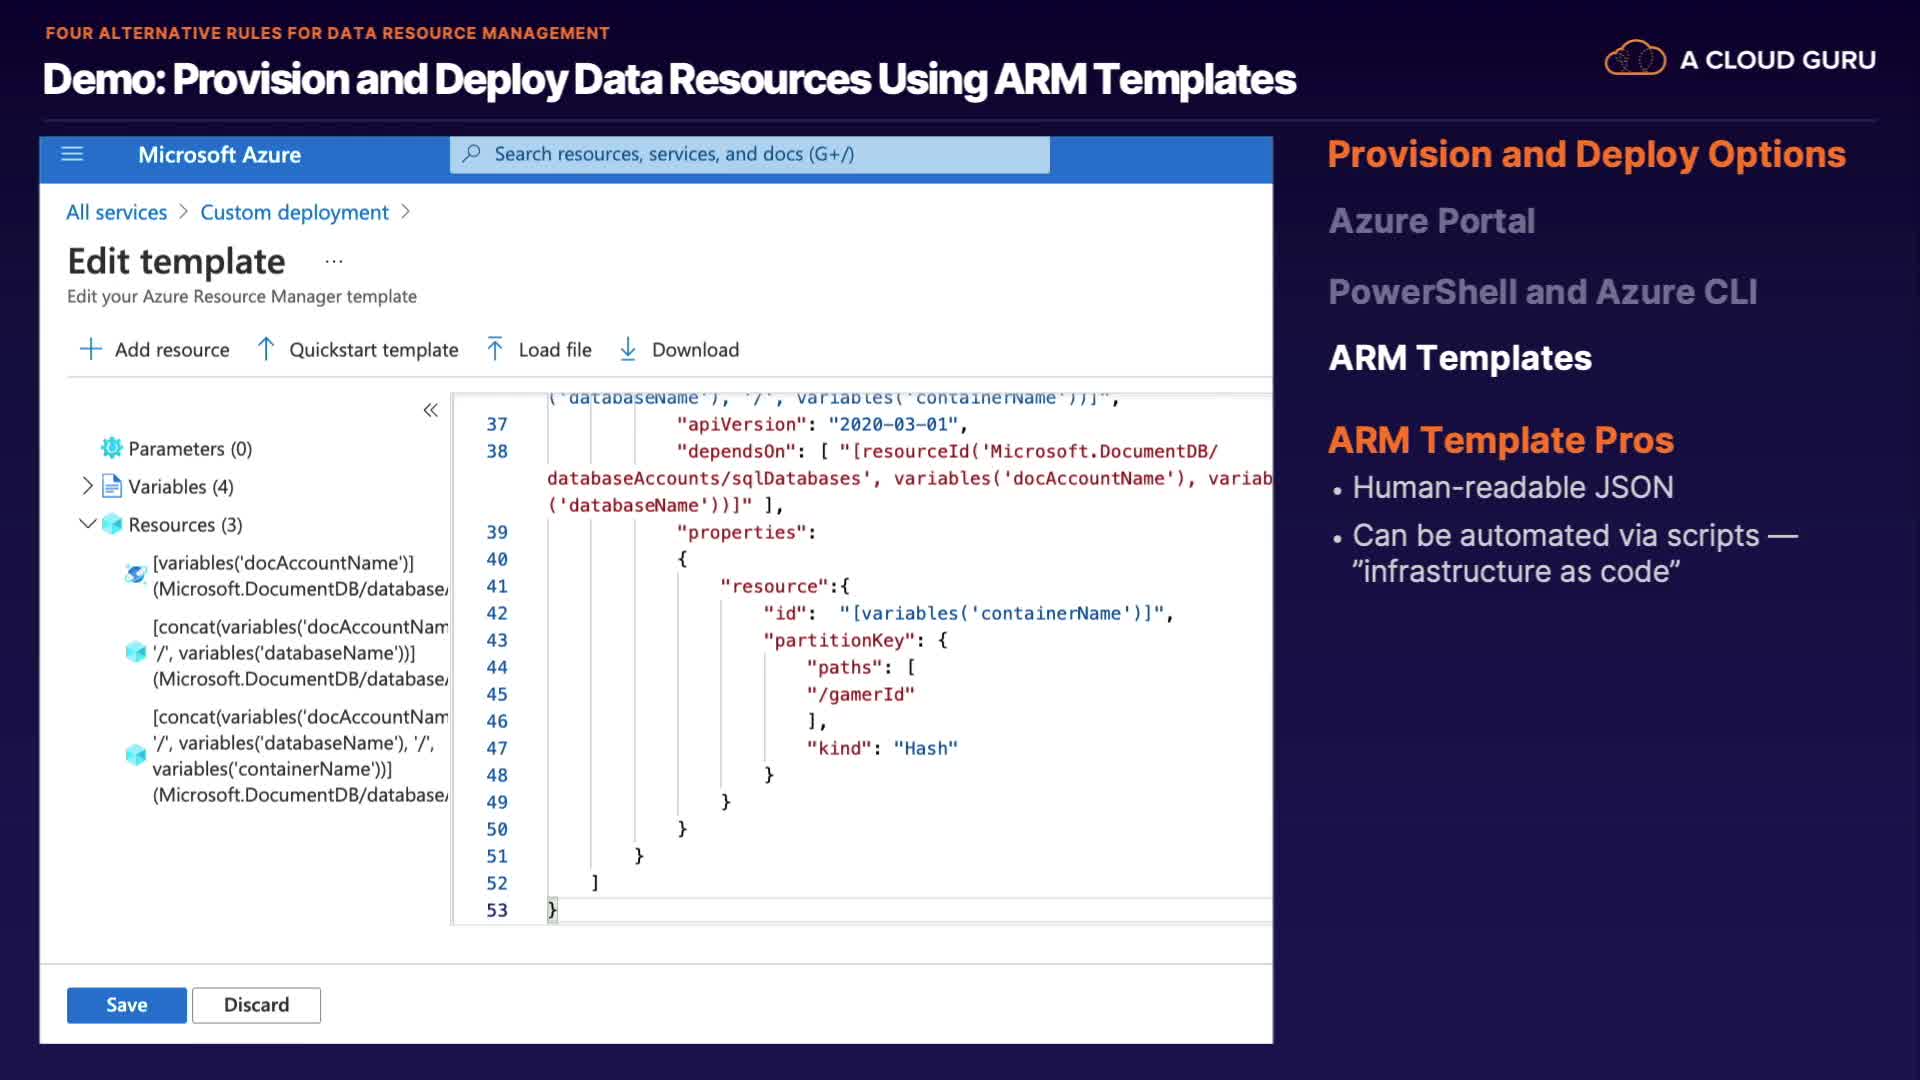 FOUR ALTERNATIVE RULES FOR DATA RESOURCE MANAGEMENT
Demo: Provision and Deploy Data Resources Using ARM Templates
A CLOUD GURU
Microsoft Azure
Search resources, services, and docs (G+/)
All services > Custom deployment >
Edit template ...
Edit your Azure Resource Manager template
Add resource
Quickstart template
Load file
Download
«
Parameters (0)
Variables (4)
Resources (3)
[variables('docAccountName')]
(Microsoft.DocumentDB/database
[concat(variables('docAccountNam
'/', variables('databaseName'))]
(Microsoft.DocumentDB/database
[concat(variables('docAccountNam
'/', variables('databaseName'), '/',
variables('containerName'))]
(Microsoft.DocumentDB/database
('databaseName'), '/', variables('containerName'))]",
37 "apiVersion": "2020-03-01",
38 "dependsOn": [ "[resourceId('Microsoft.DocumentDB/
databaseAccounts/sqlDatabases', variables('docAccountName'), variab
('databaseName'))]" ],
39 "properties":
40 {
41 "resource":{
42 "id": "[variables('containerName')]",
43 "partitionKey": {
44 "paths": [
45 "/gamerId"
46 ],
47 "kind": "Hash"
48 }
49 }
50 }
51 }
52 ]
53 }
Save
Discard
Provision and Deploy Options
Azure Portal
PowerShell and Azure CLI
ARM Templates
ARM Template Pros
• Human-readable JSON
• Can be automated via scripts —
”infrastructure as code”